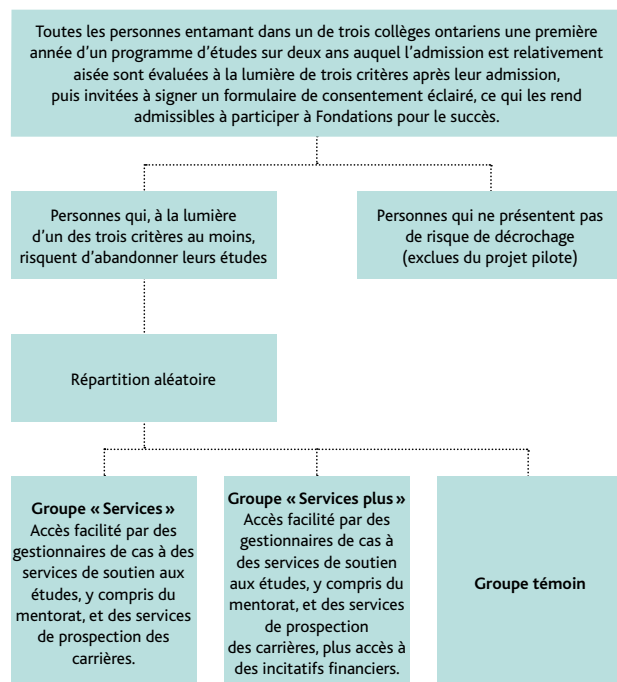 Toutes les personnes entamant dans un de trois collèges ontariens une première
année d’un programme d’études sur deux ans auquel l’admission est relativement
aisée sont évaluées à la lumière de trois critères après leur admission,
puis invitées à signer un formulaire de consentement éclairé, ce qui les rend
admissibles à participer à Fondations pour le succès.
Personnes qui, à la lumière
d’un des trois critères au moins,
risquent d’abandonner leurs études
Personnes qui ne présentent pas
de risque de décrochage
(exclues du projet pilote)
Répartition aléatoire
Groupe « Services »
Accès facilité par des
gestionnaires de cas à des
services de soutien aux
études, y compris du
mentorat, et des services
de prospection des
carrières.
Groupe « Services plus »
Accès facilité par des
gestionnaires de cas à
des services de soutien
aux études, y compris du
mentorat, et des services
de prospection
des carrières, plus accès à
des incitatifs financiers.
Groupe témoin